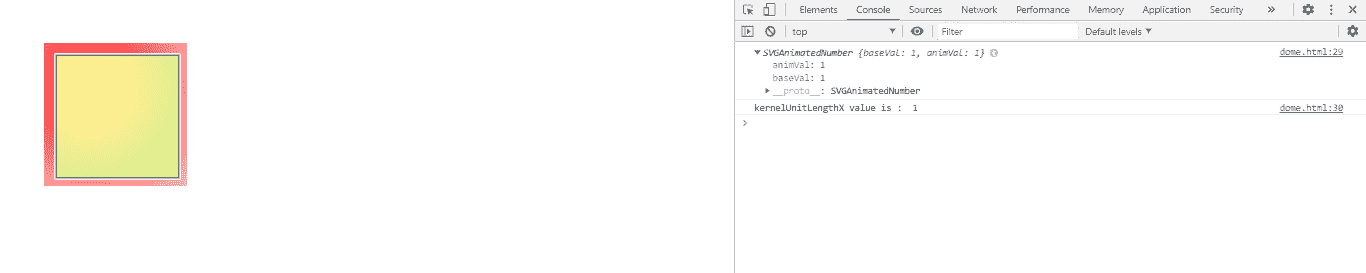 Elements Console Sources Network Performance Memory Application Security »
top Filter Default levels
SVGAnimatedNumber {baseVal: 1, animVal: 1} dome.html:29
animVal: 1
baseVal: 1
__proto__: SVGAnimatedNumber
kernelUnitLengthX value is : 1 dome.html:30
>